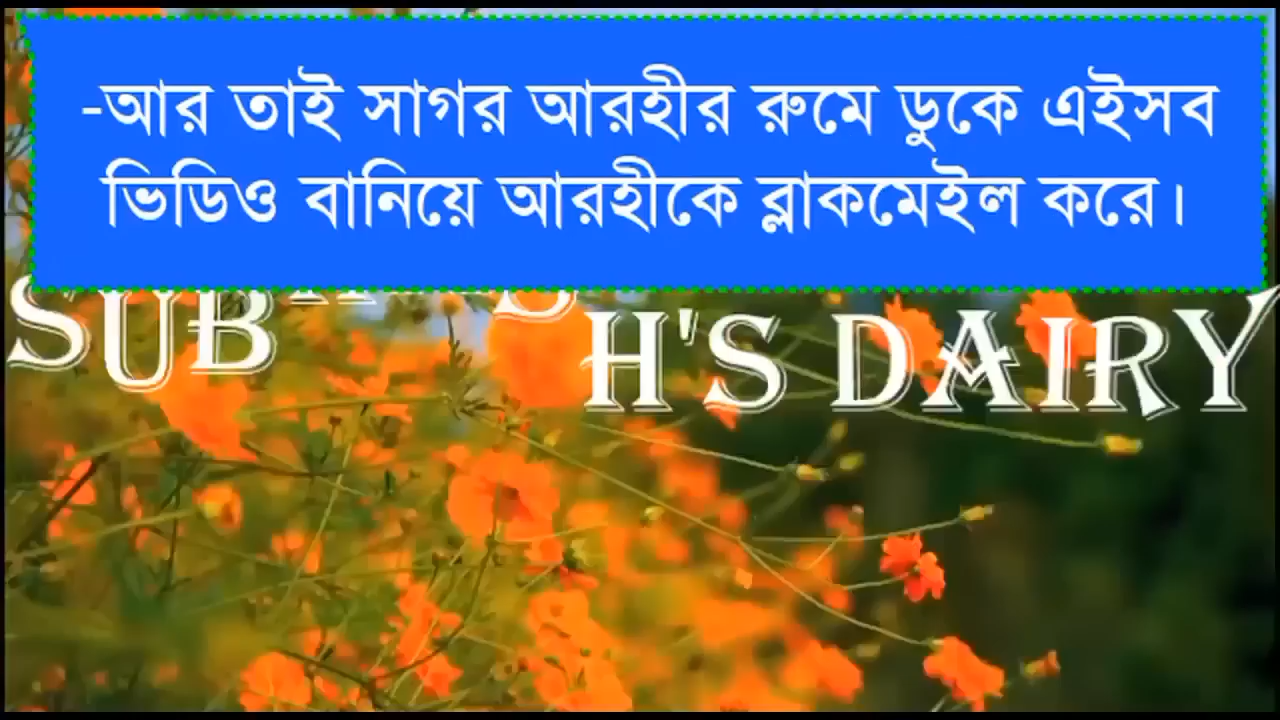 -আর তাই সাগর আরহীর রুমে ডুকে এইসব
ভিডিও বানিয়ে আরহীকে ব্লাকমেইল করে।
H'S DAIRY